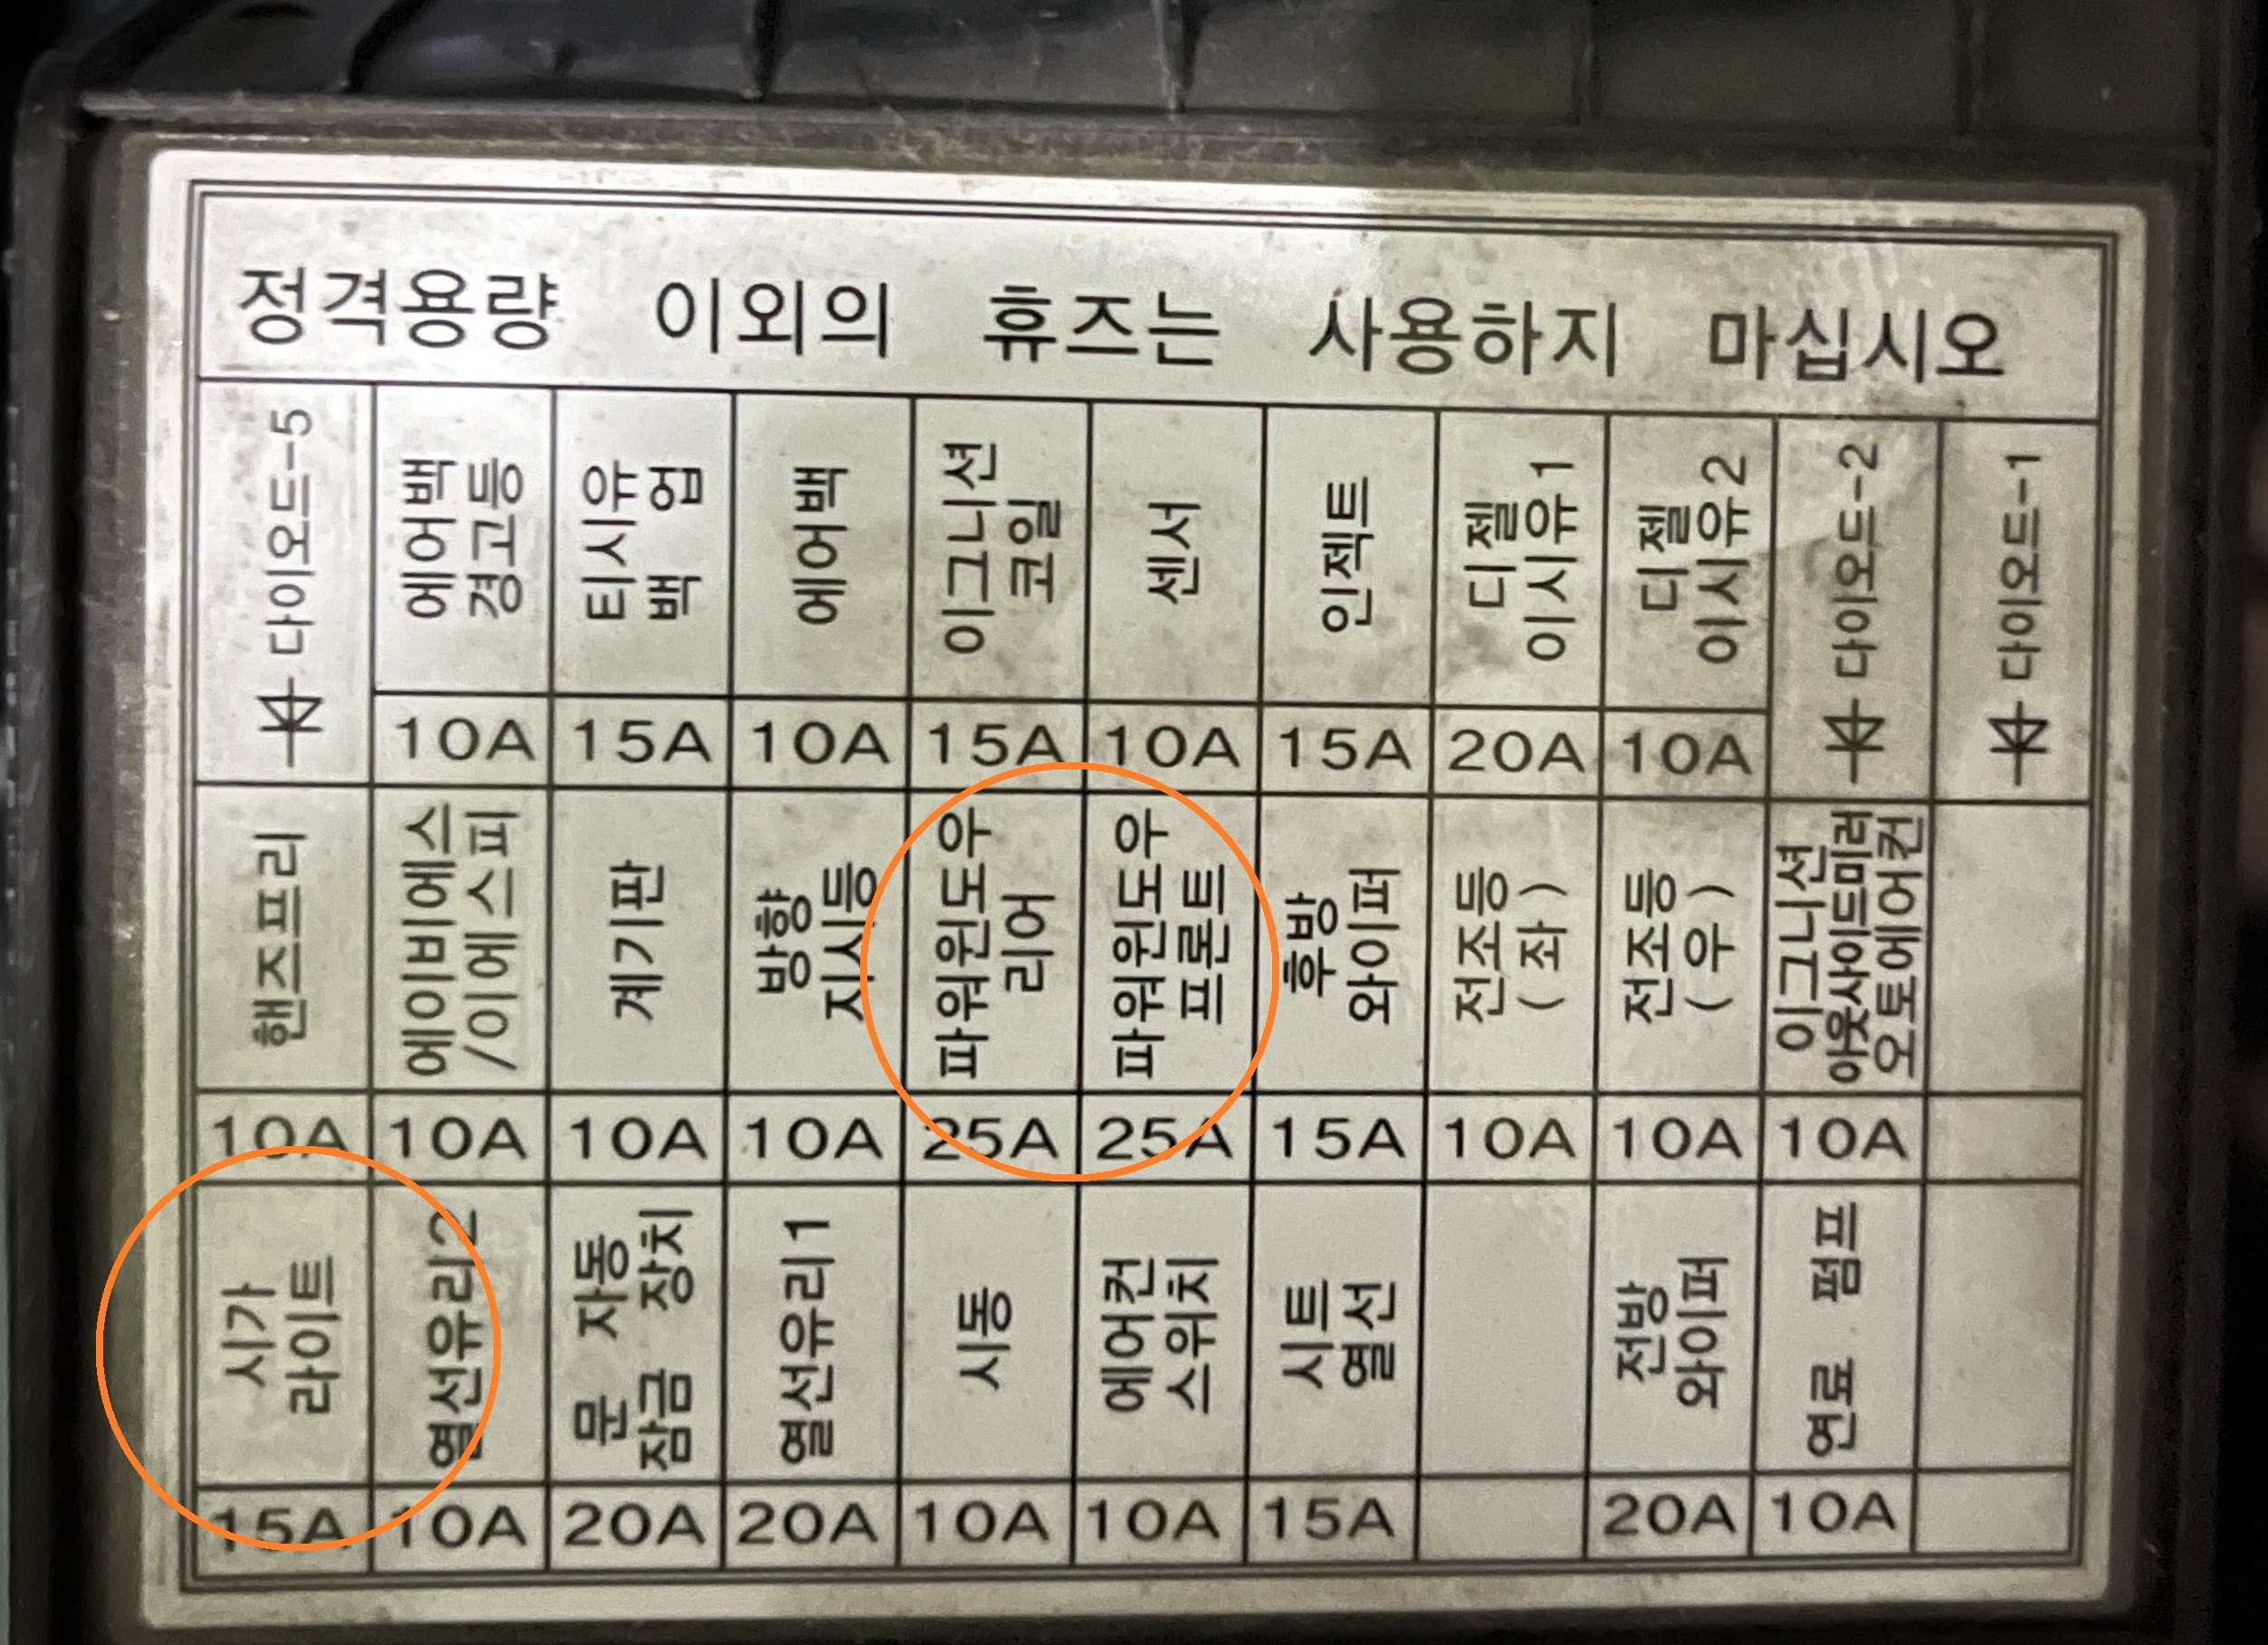 정격용량 이외의 휴즈는 사용하지 마십시오
다이오드-5
에어백
경고등
10A
티시유
백 업
15A
에어백
10A
이그니션
코일
15A
센서
10A
인젝트
15A
디젤
이시유1
20A
디젤
이시유2
10A
다이오드-2
다이오드-1
핸즈프리
10A
에이비에스
/이에스피
10A
계기판
10A
방향
지시등
10A
파워윈도우
리어
25A
파워윈도우
프론트
25A
후방
와이퍼
15A
전조등
(좌)
10A
전조등
(우)
10A
이그니션
아웃사이드미러
오토에어컨
10A
시가
라이트
15A
열선유리2
10A
문 자동
잠금 장치
20A
열선유리1
20A
시동
10A
에어컨
스위치
10A
시트
열선
15A
전방
와이퍼
20A
연료 펌프
10A